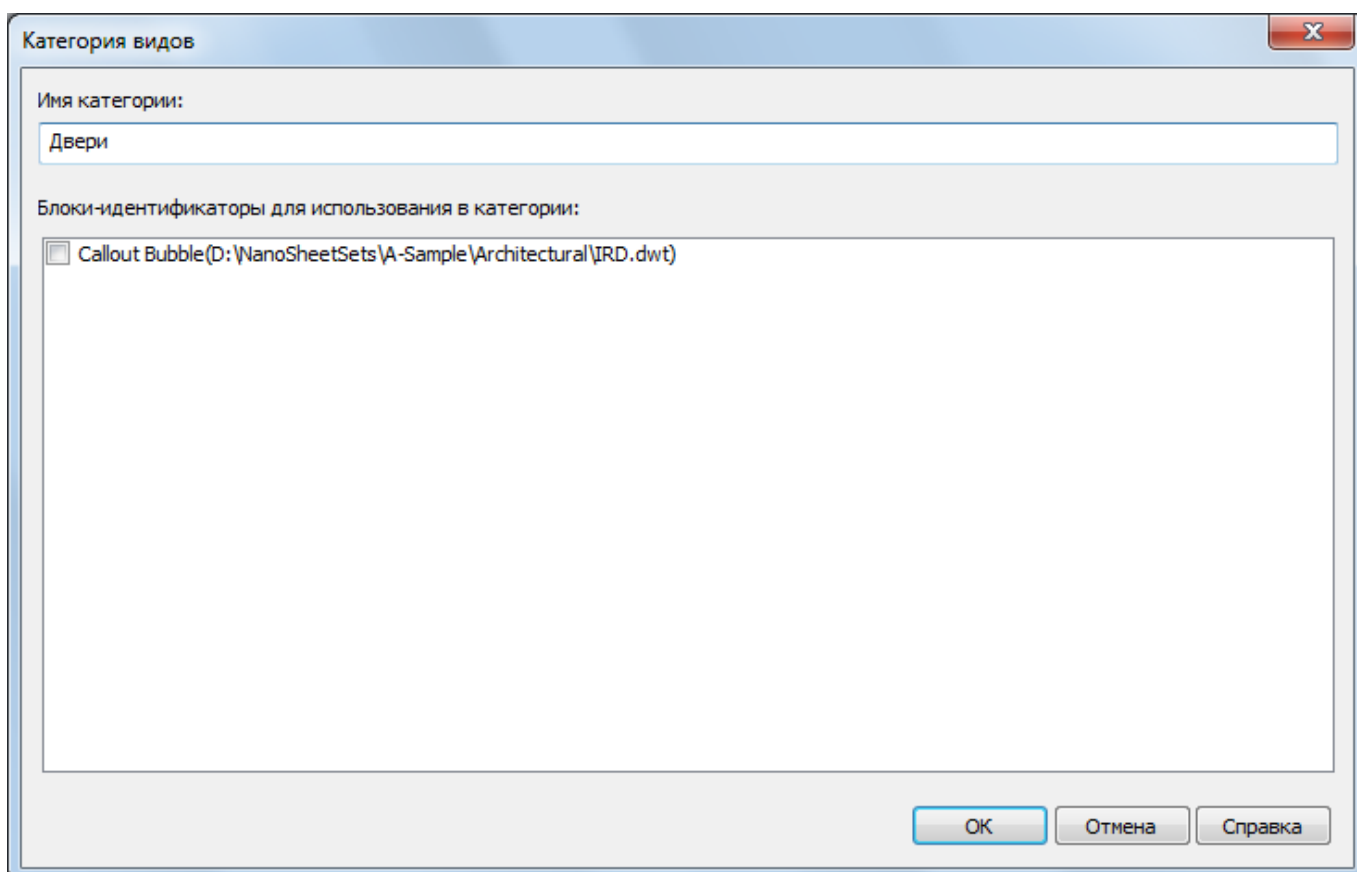 Категория видов
Имя категории:
Двери
Блоки-идентификаторы для использования в категории:
Callout Bubble(D:\NanoSheetSets\A-Sample\Architectural\IRD.dwt)
ОК Отмена Справка